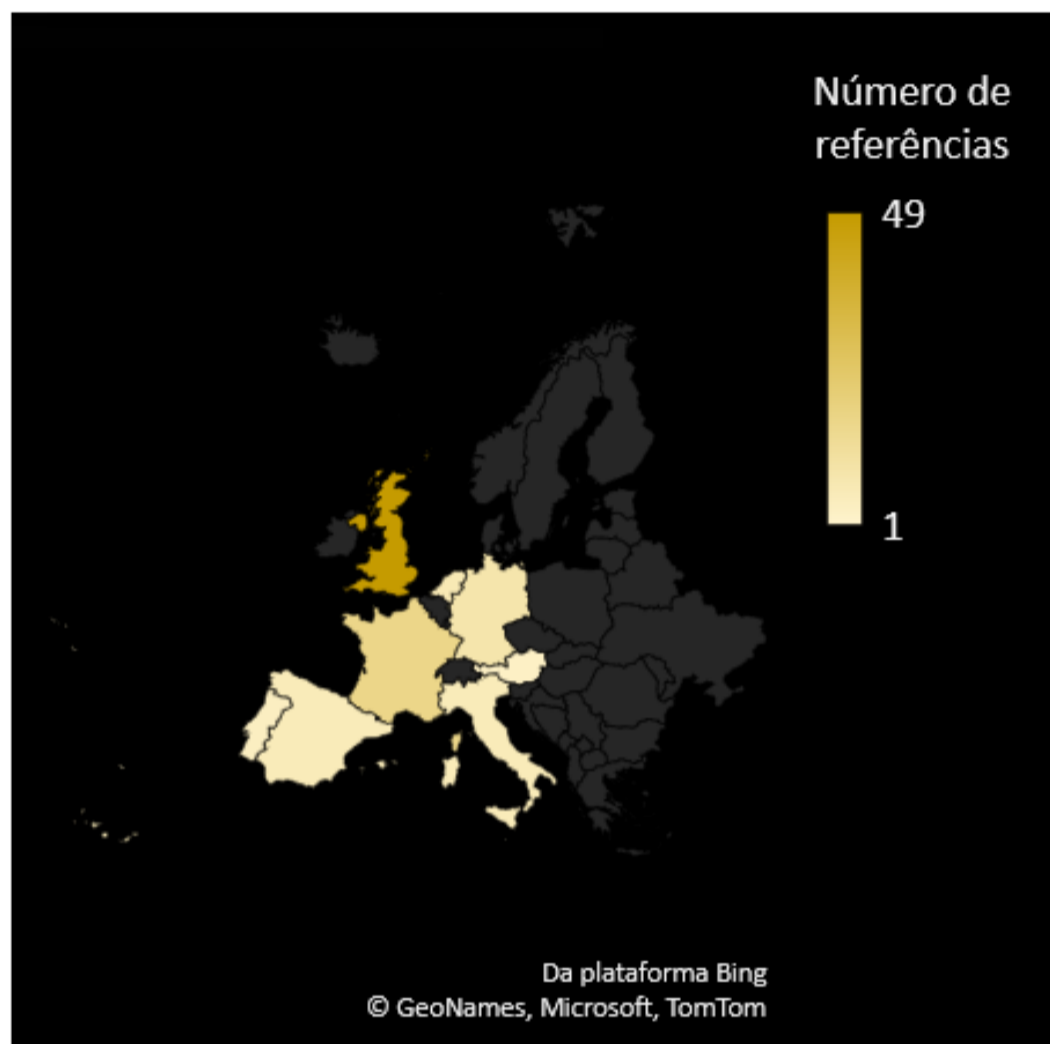 Número de
referências
49
1
Da plataforma Bing
© GeoNames, Microsoft, TomTom